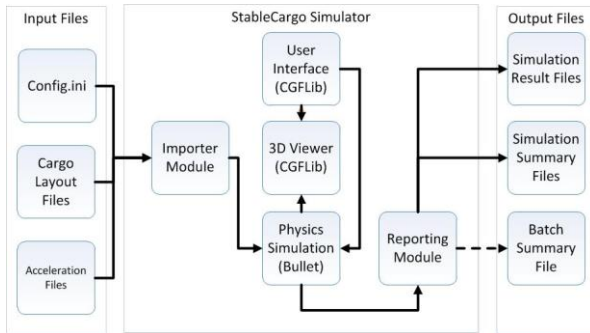 Input Files
StableCargo Simulator
Output Files
Config.ini
Cargo
Layout
Files
Acceleration
Files
Importer
Module
User
Interface
(CGFLib)
3D Viewer
(CGFLib)
Physics
Simulation
(Bullet)
Reporting
Module
Simulation
Result Files
Simulation
Summary
Files
Batch
Summary
File